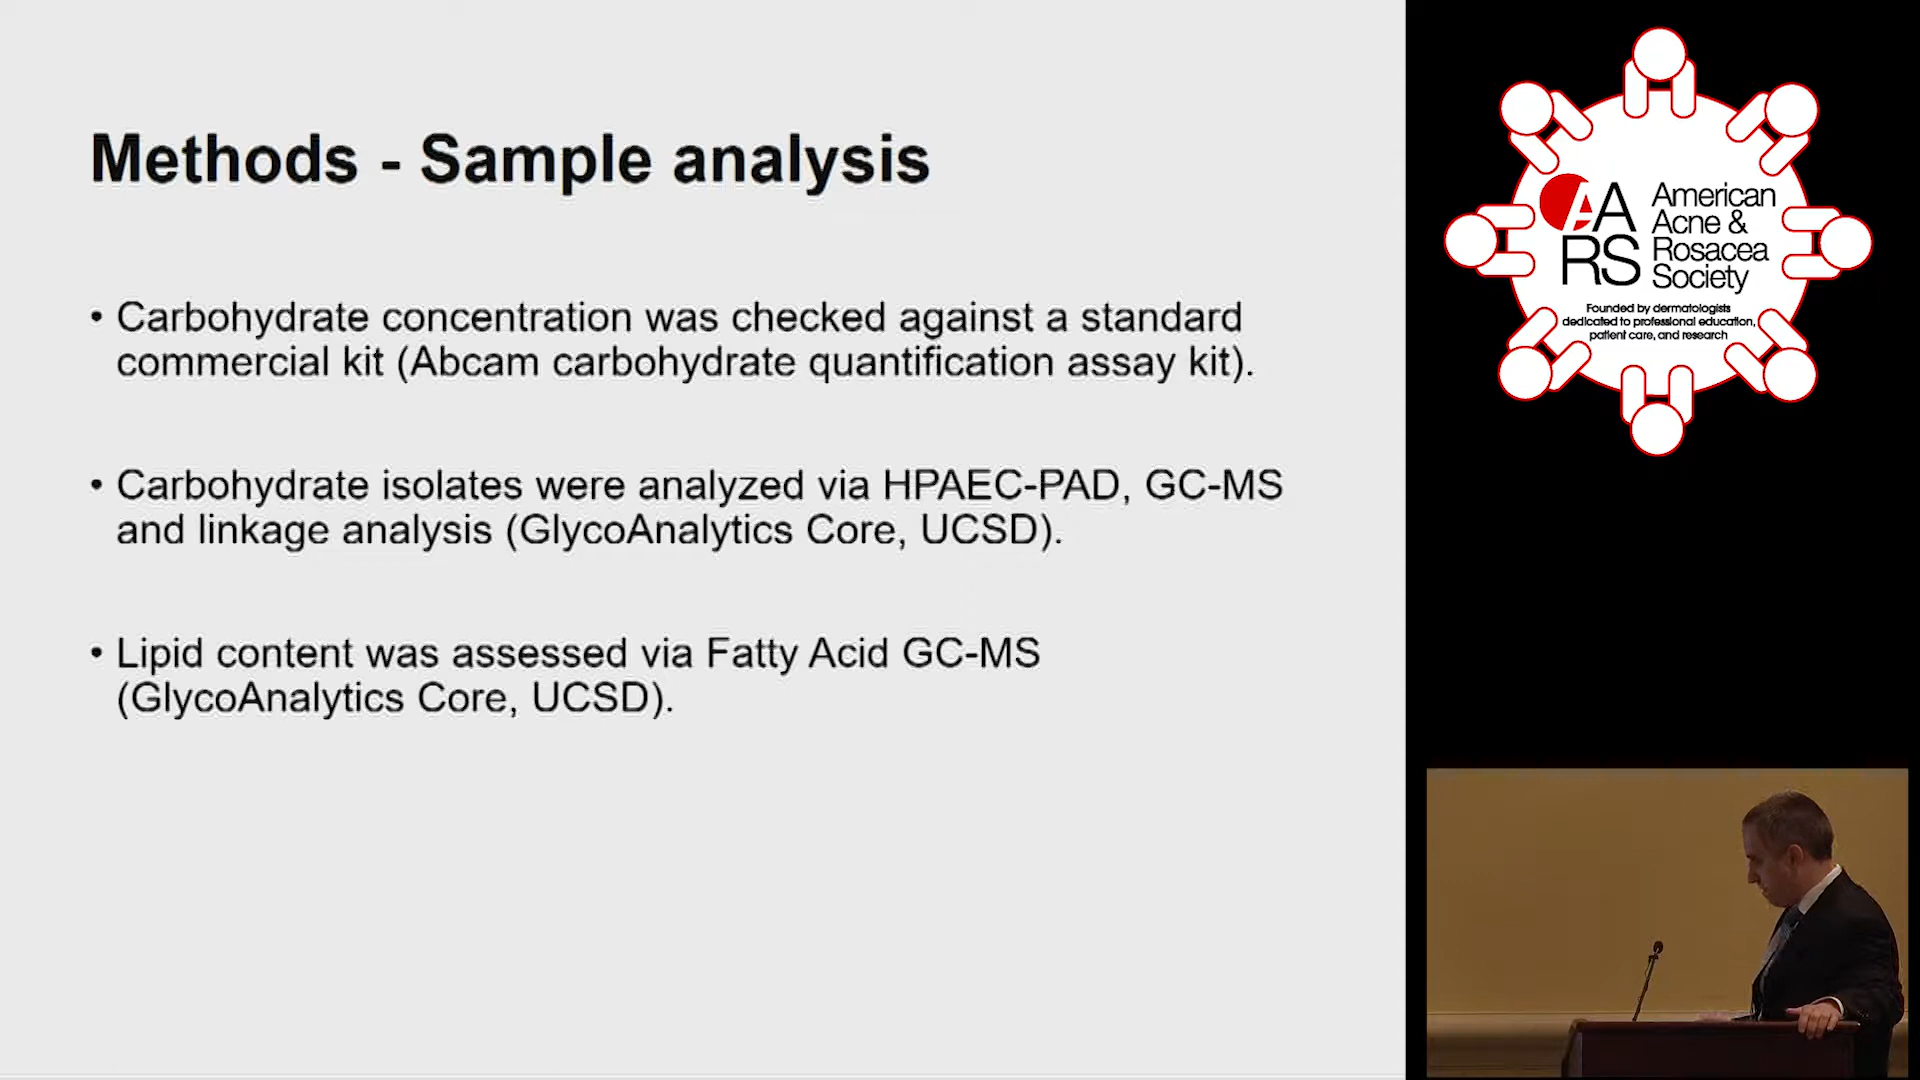 Methods - Sample analysis
• Carbohydrate concentration was checked against a standard
commercial kit (Abcam carbohydrate quantification assay kit).
• Carbohydrate isolates were analyzed via HPAEC-PAD, GC-MS
and linkage analysis (GlycoAnalytics Core, UCSD).
• Lipid content was assessed via Fatty Acid GC-MS
(GlycoAnalytics Core, UCSD).
AA
RS
American
Acne &
Rosacea
Society
Founded by dermatologists
dedicated to professional education,
patient care, and research